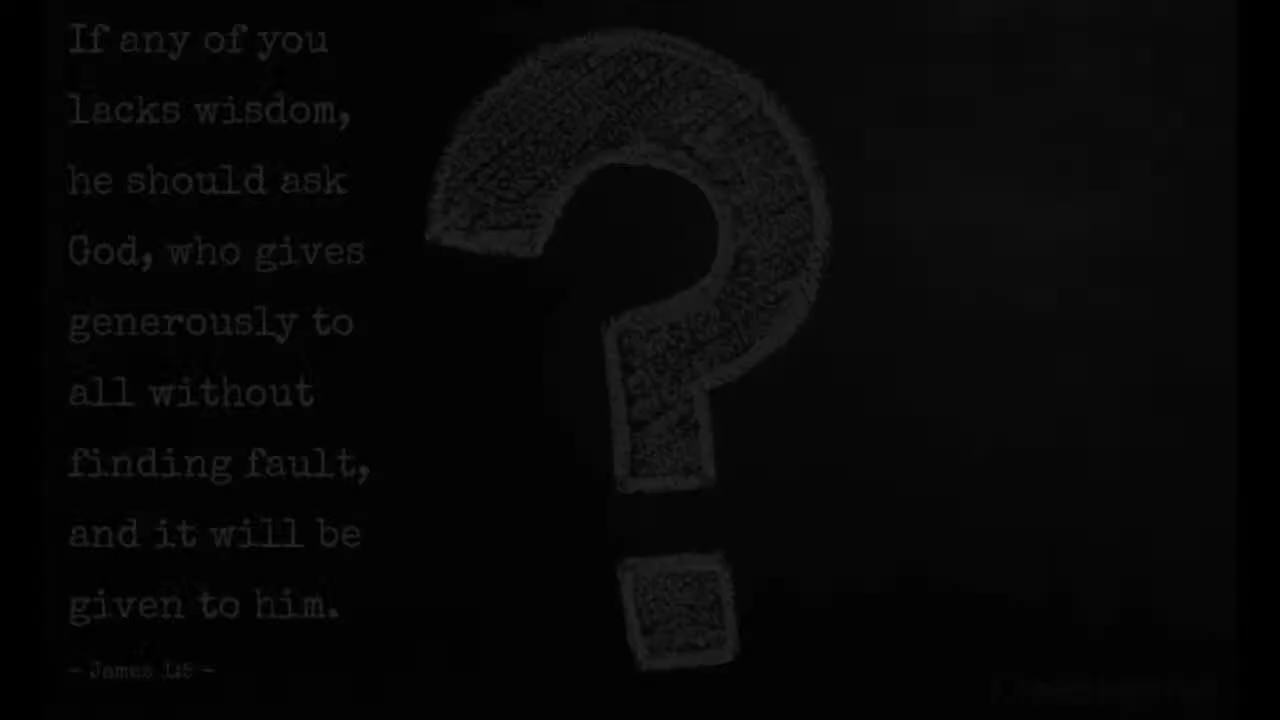 If any of you
lacks wisdom,
he should ask
God, who gives
generously to
all without
finding fault,
and it will be
given to him.
- James 1:5 -